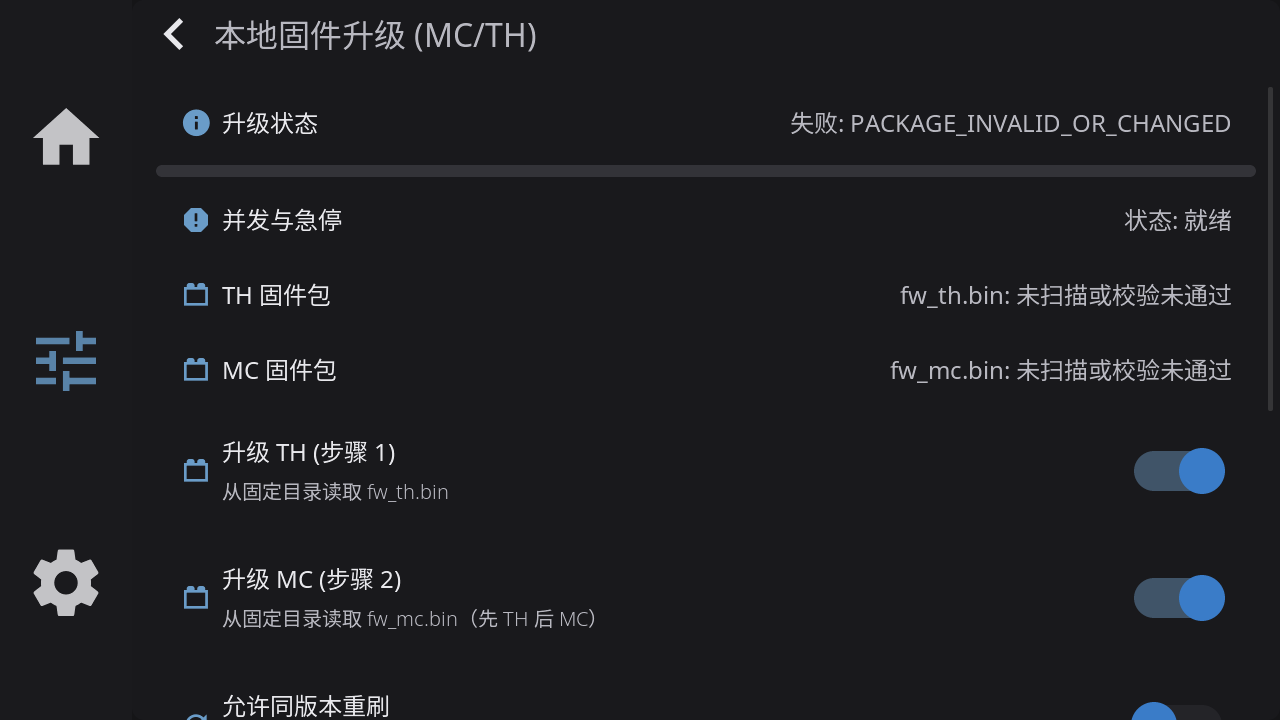 本地固件升级 (MC/TH)
升级状态
失败: PACKAGE_INVALID_OR_CHANGED
并发与急停
状态: 就绪
TH 固件包
fw_th.bin: 未扫描或校验未通过
MC 固件包
fw_mc.bin: 未扫描或校验未通过
升级 TH (步骤 1)
从固定目录读取 fw_th.bin
升级 MC (步骤 2)
从固定目录读取 fw_mc.bin（先 TH 后 MC）
允许同版本重刷